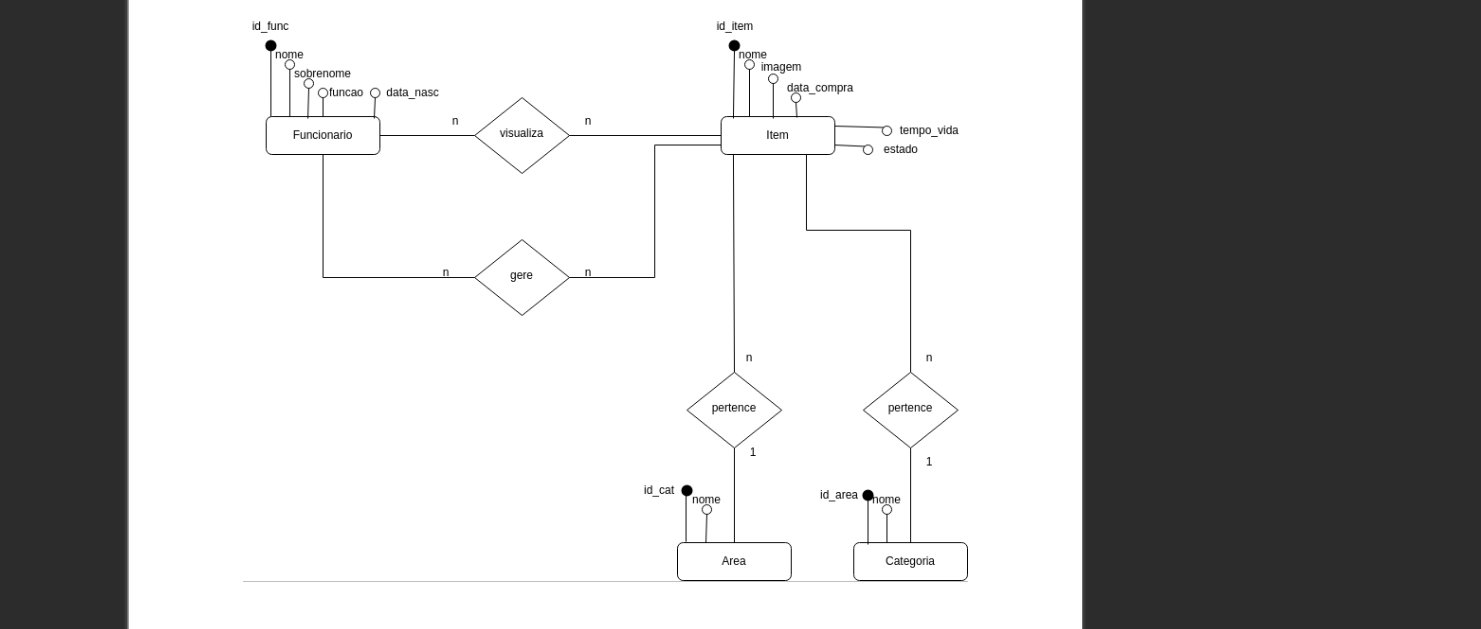 id_func
id_item
nome
nome
imagem
sobrenome
funcao
data_nasc
data_compra
n
n
Funcionario
visualiza
Item
tempo_vida
estado
n
gere
n
n
n
pertence
pertence
1
1
id_cat
nome
id_area
nome
Area
Categoria